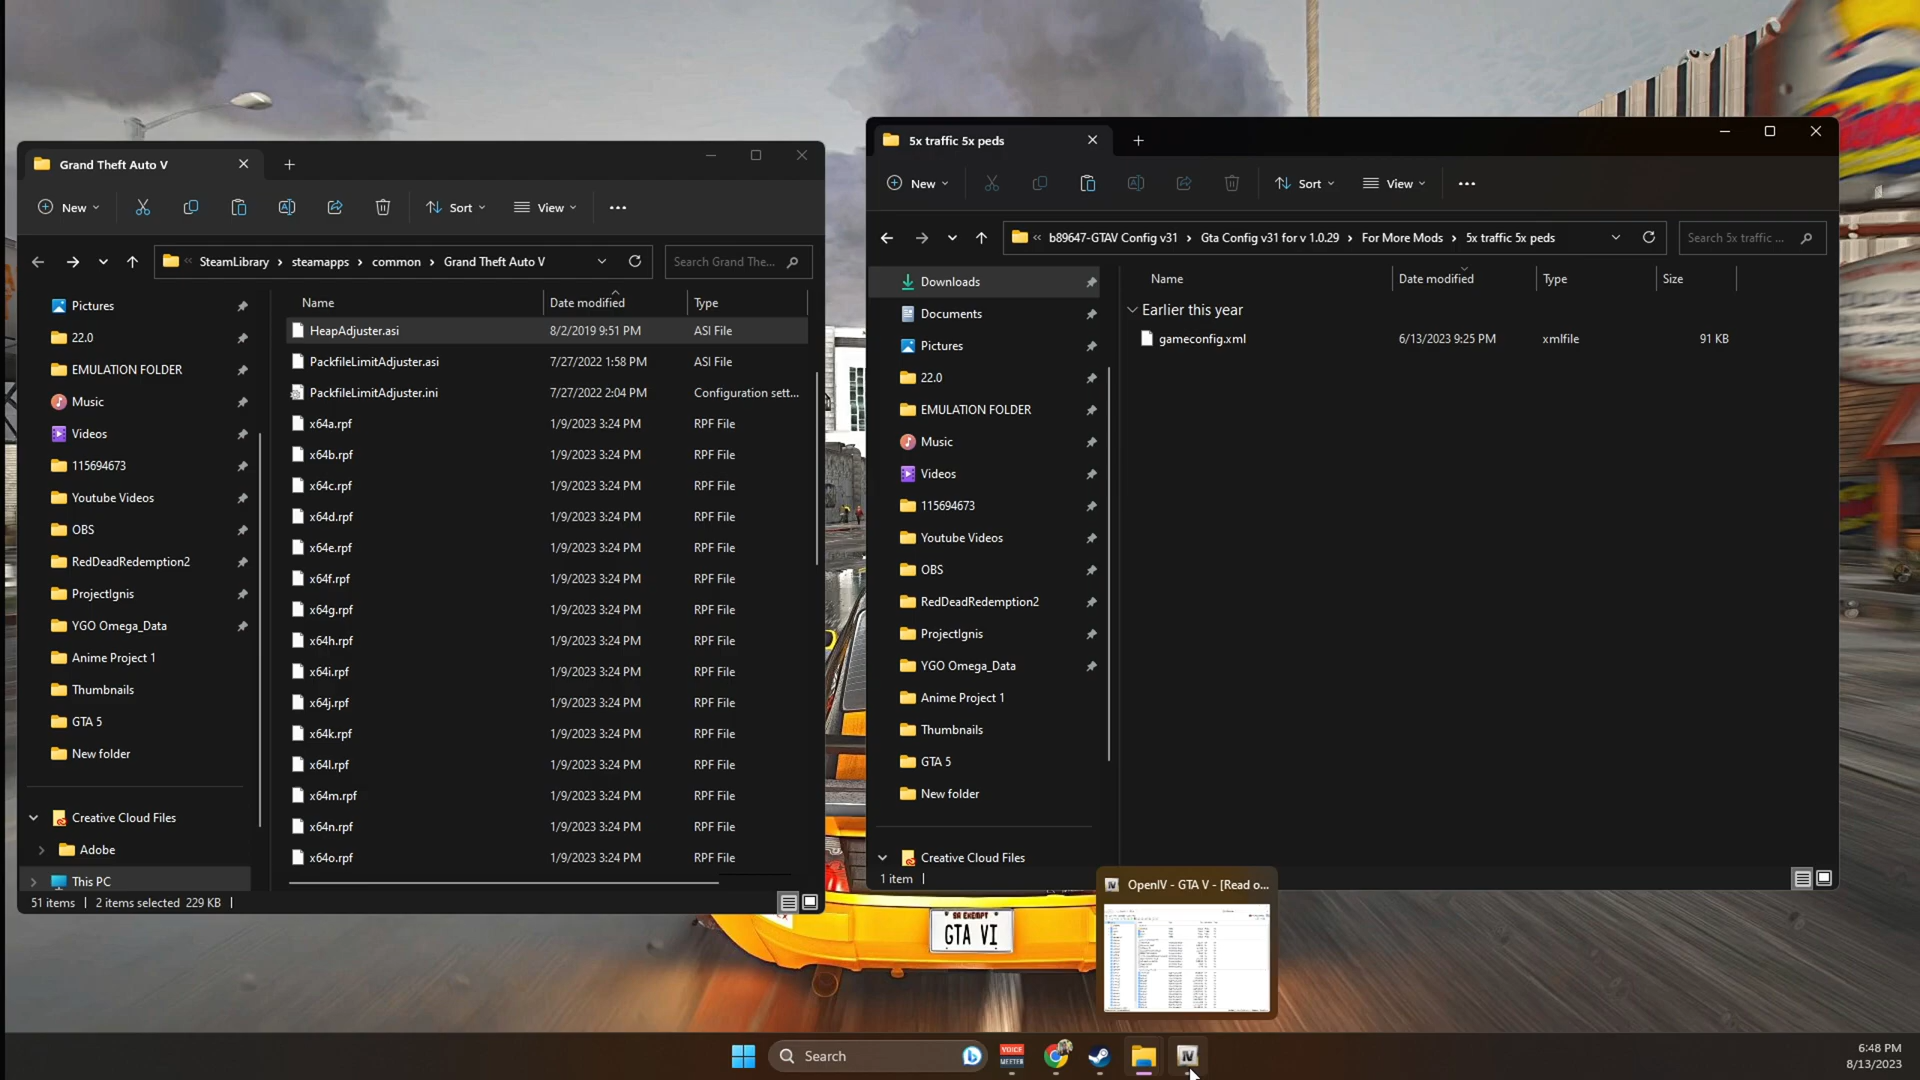 Grand Theft Auto V
New
Sort
View
SteamLibrary
steamapps
common
Grand Theft Auto V
Search Grand The...
Pictures
22.0
EMULATION FOLDER
Music
Videos
115694673
Youtube Videos
OBS
RedDeadRedemption2
ProjectIgnis
YGO Omega_Data
Anime Project 1
Thumbnails
GTA 5
New folder
Creative Cloud Files
Adobe
This PC
Name Date modified Type
HeapAdjuster.asi 8/2/2019 9:51 PM ASI File
PackfileLimitAdjuster.asi 7/27/2022 1:58 PM ASI File
PackfileLimitAdjuster.ini 7/27/2022 2:04 PM Configuration sett...
x64a.rpf 1/9/2023 3:24 PM RPF File
x64b.rpf 1/9/2023 3:24 PM RPF File
x64c.rpf 1/9/2023 3:24 PM RPF File
x64d.rpf 1/9/2023 3:24 PM RPF File
x64e.rpf 1/9/2023 3:24 PM RPF File
x64f.rpf 1/9/2023 3:24 PM RPF File
x64g.rpf 1/9/2023 3:24 PM RPF File
x64h.rpf 1/9/2023 3:24 PM RPF File
x64i.rpf 1/9/2023 3:24 PM RPF File
x64j.rpf 1/9/2023 3:24 PM RPF File
x64k.rpf 1/9/2023 3:24 PM RPF File
x64l.rpf 1/9/2023 3:24 PM RPF File
x64m.rpf 1/9/2023 3:24 PM RPF File
x64n.rpf 1/9/2023 3:24 PM RPF File
x64o.rpf 1/9/2023 3:24 PM RPF File
51 items 2 items selected 229 KB
5x traffic 5x peds
New
Sort
View
b89647-GTAV Config v31
Gta Config v31 for v 1.0.29
For More Mods
5x traffic 5x peds
Search 5x traffic ...
Downloads
Documents
Pictures
22.0
EMULATION FOLDER
Music
Videos
115694673
Youtube Videos
OBS
RedDeadRedemption2
ProjectIgnis
YGO Omega_Data
Anime Project 1
Thumbnails
GTA 5
New folder
Creative Cloud Files
Name Date modified Type Size
Earlier this year
gameconfig.xml 6/13/2023 9:25 PM xmlfile 91 KB
1 item
OpenIV - GTA V - [Read o...
SA EXEMPT
GTA VI
Search
VOICE
MEETER
IV
6:48 PM
8/13/2023